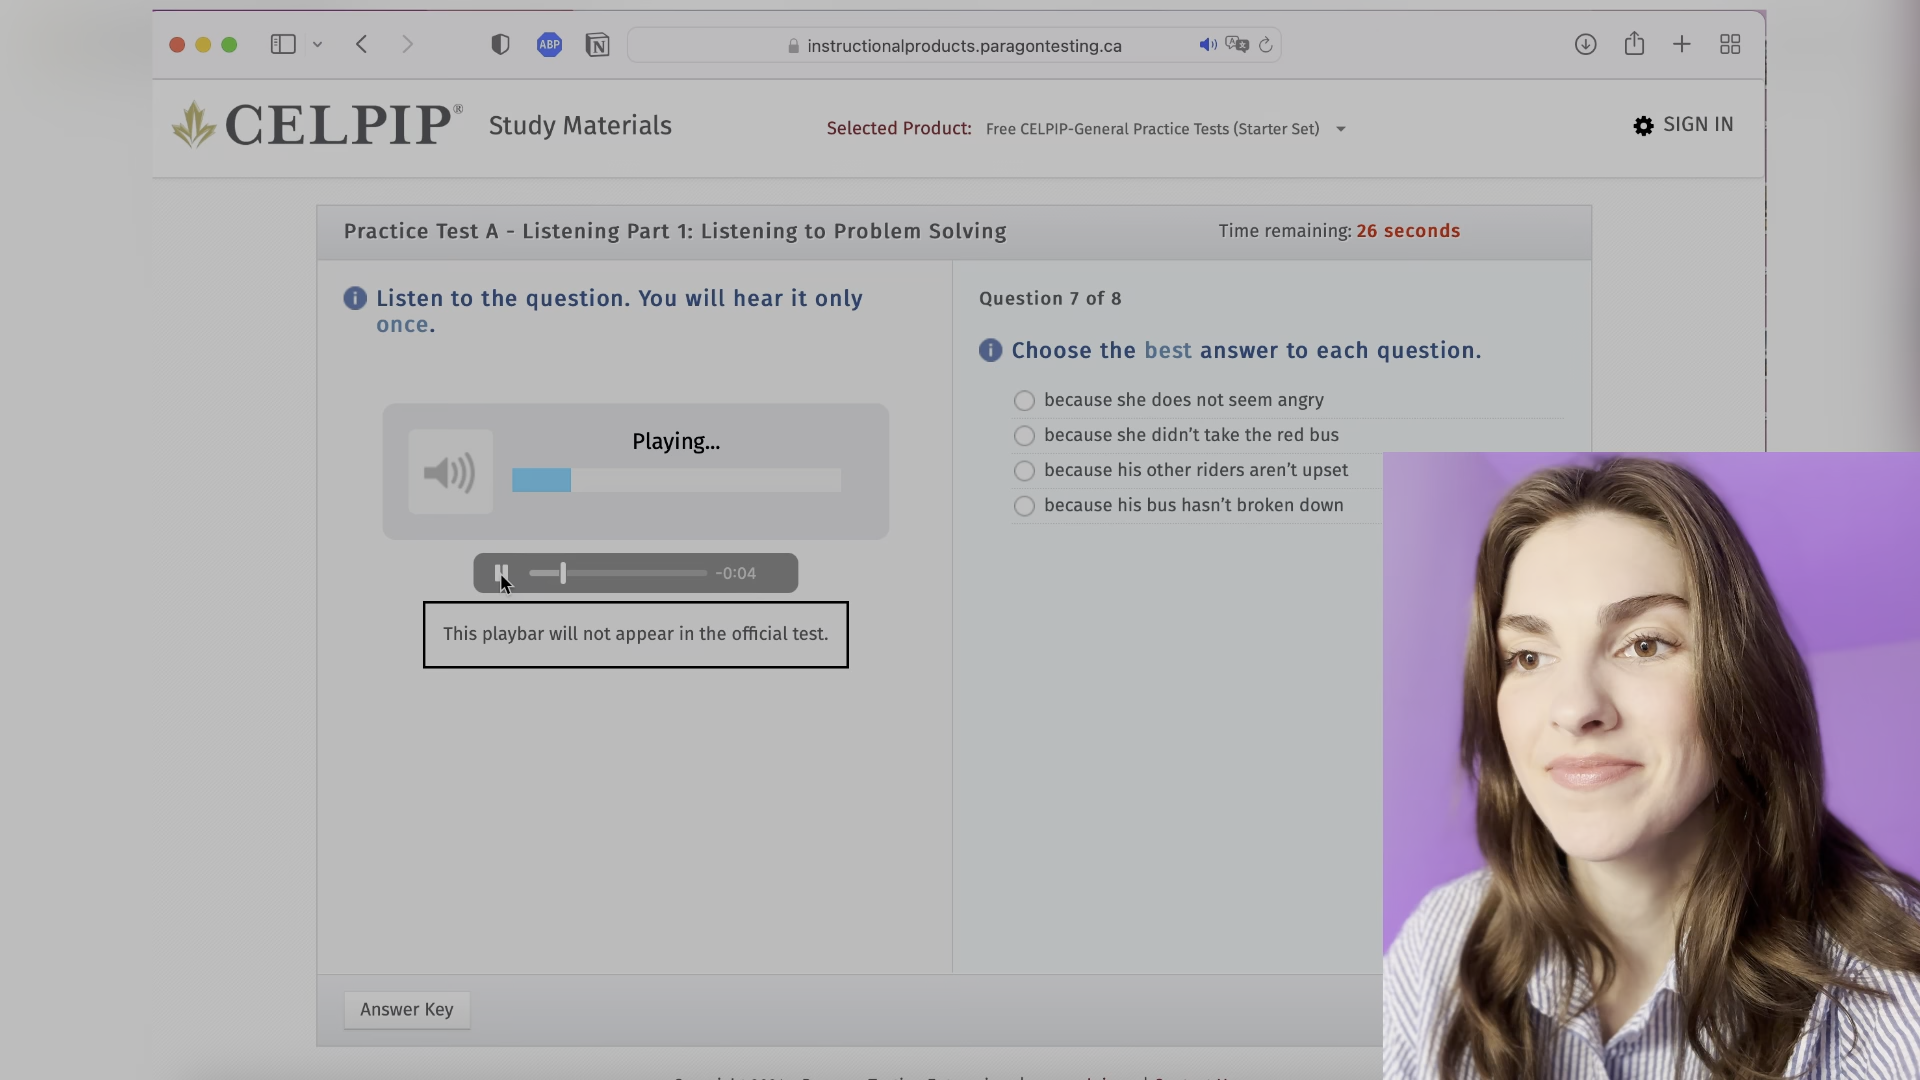 ABP
instructionalproducts.paragontesting.ca
CELPIP® Study Materials
Selected Product: Free CELPIP-General Practice Tests (Starter Set)
SIGN IN
Practice Test A - Listening Part 1: Listening to Problem Solving
Time remaining: 26 seconds
Listen to the question. You will hear it only
once.
Playing...
-0:04
This playbar will not appear in the official test.
Question 7 of 8
Choose the best answer to each question.
because she does not seem angry
because she didn't take the red bus
because his other riders aren't upset
because his bus hasn't broken down
Answer Key